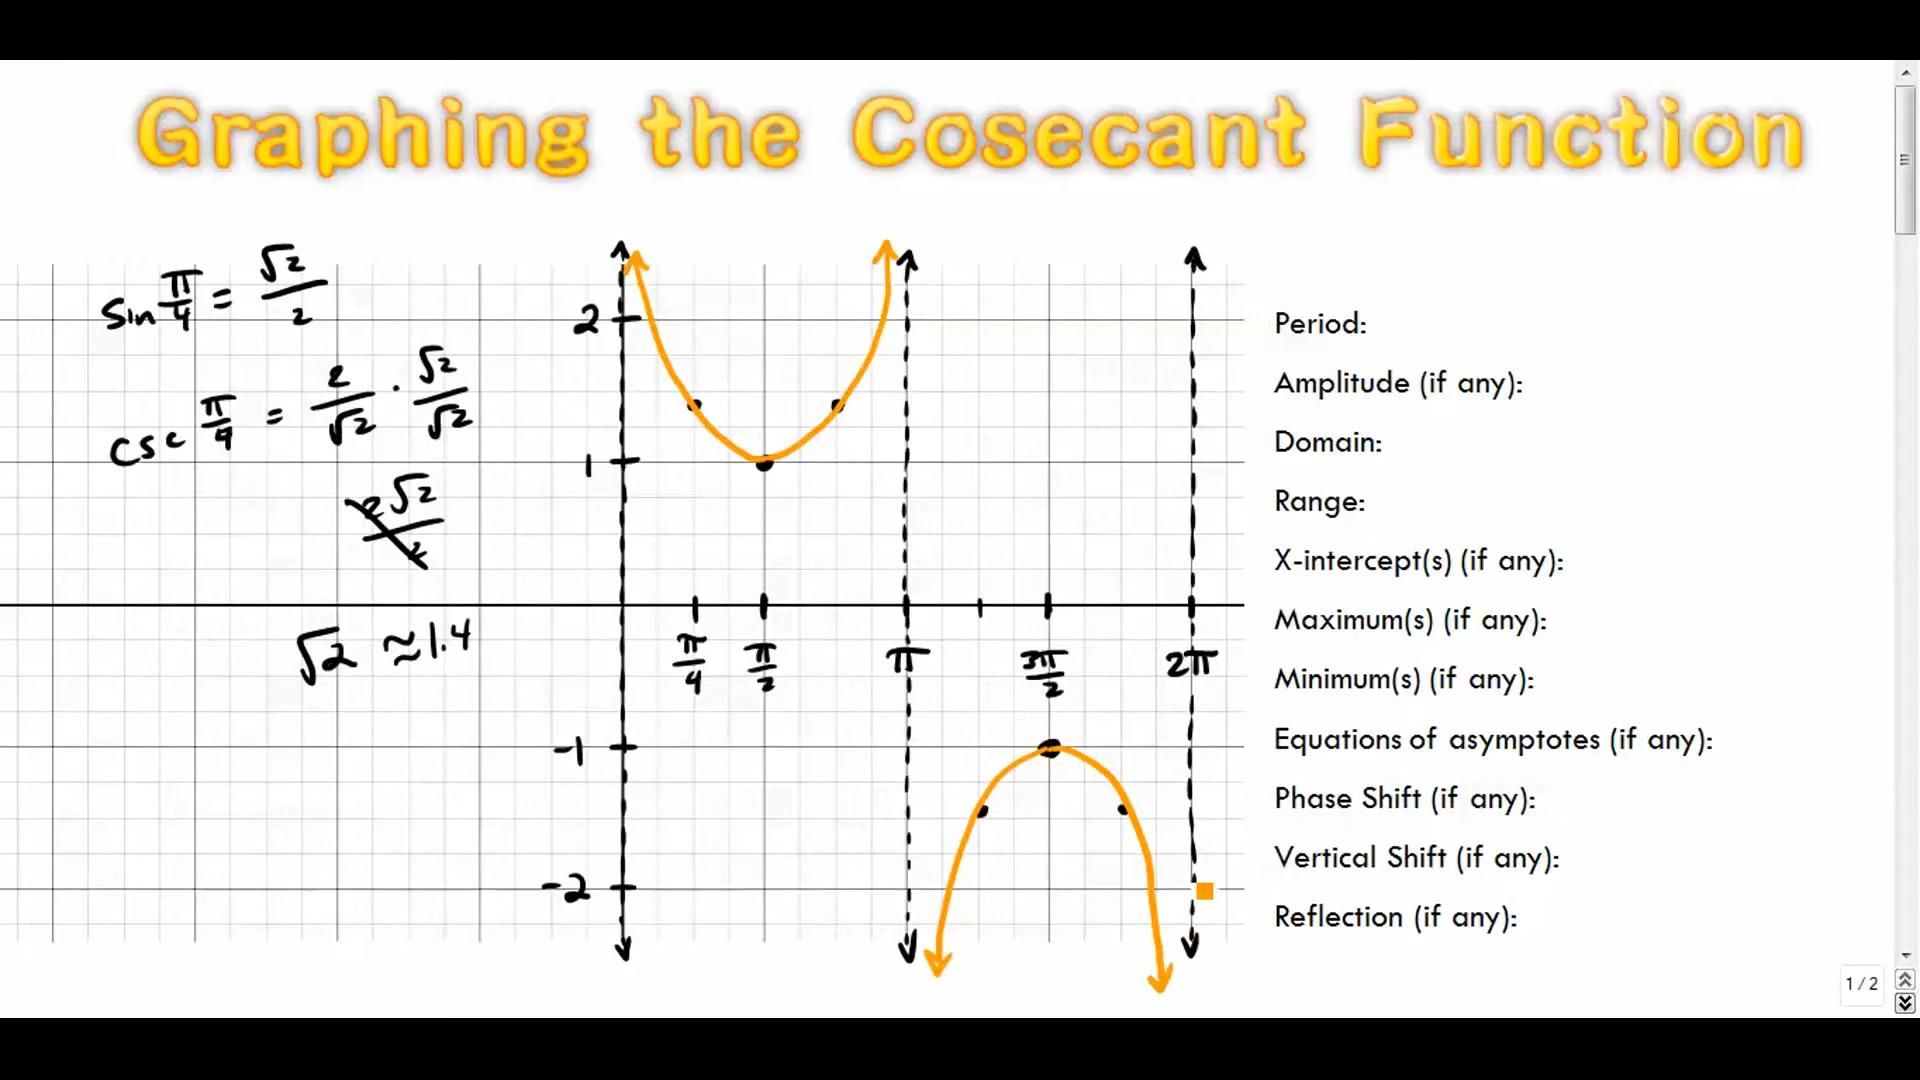 Graphing the Cosecant Function
sin π/4 = √2/2
csc π/4 = 2/√2 · √2/√2
2√2/2
√2 ≈ 1.4
2
1
-1
-2
π/4 π/2 π 3π/2 2π
Period:
Amplitude (if any):
Domain:
Range:
X-intercept(s) (if any):
Maximum(s) (if any):
Minimum(s) (if any):
Equations of asymptotes (if any):
Phase Shift (if any):
Vertical Shift (if any):
Reflection (if any):
1 / 2